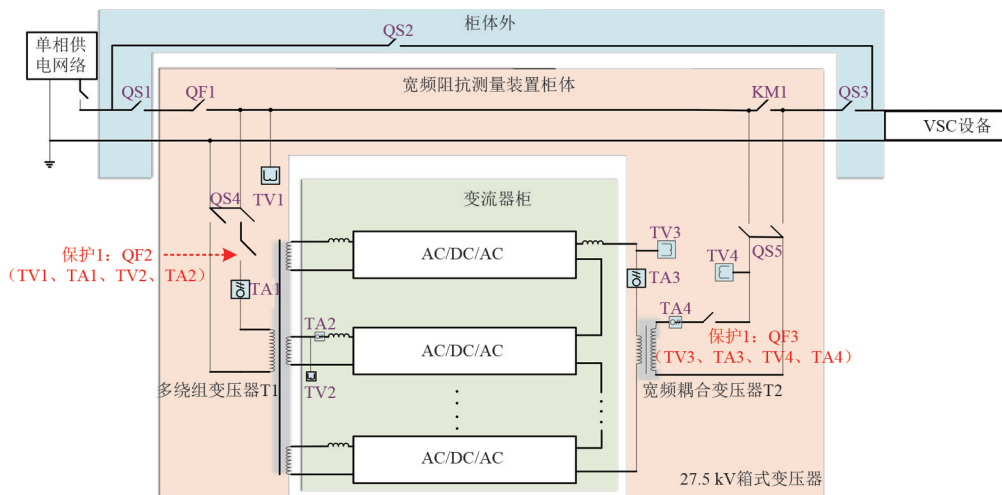 柜体外
QS2
单相供
电网络
宽频阻抗测量装置柜体
QS1
QF1
KM1
QS3
VSC设备
TV1
QS4
变流器柜
保护1：QF2
（TV1、TA1、TV2、TA2）
TA1
AC/DC/AC
TV3
TA3
TV4
QS5
TA2
AC/DC/AC
TA4
保护1：QF3
（TV3、TA3、TV4、TA4）
TV2
多绕组变压器T1
宽频耦合变压器T2
AC/DC/AC
27.5 kV箱式变压器